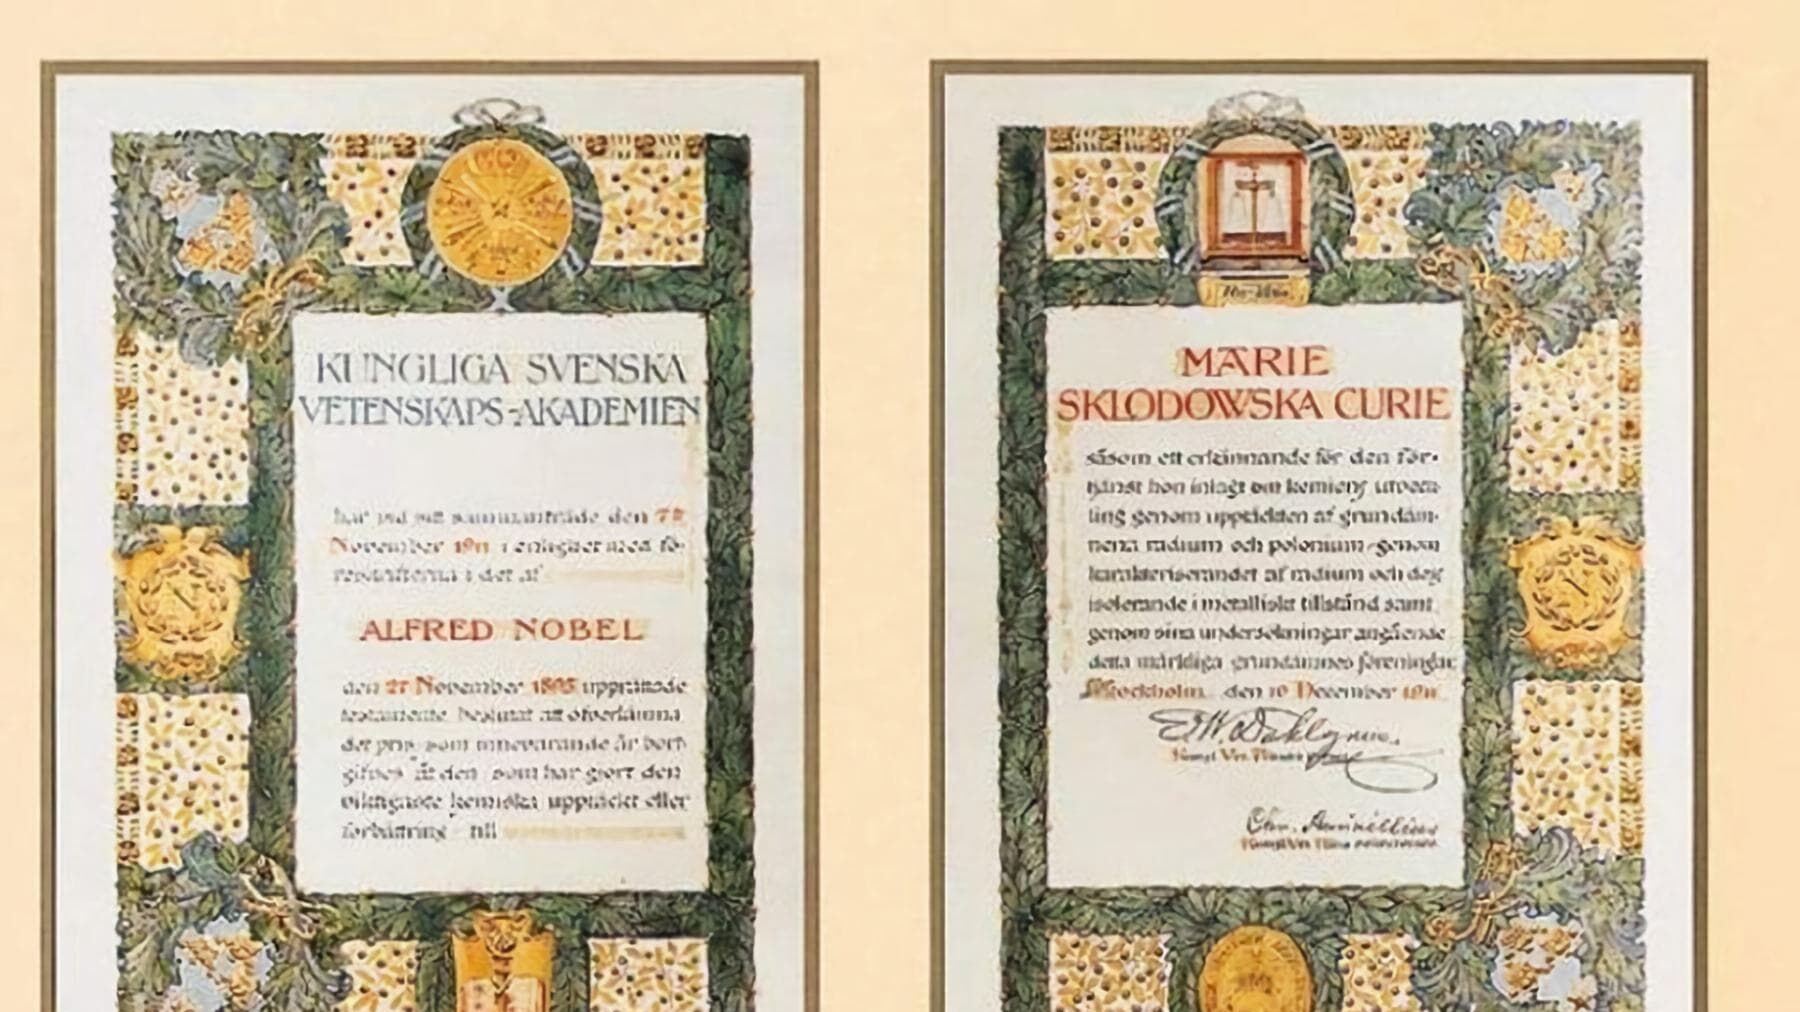 KUNGLIGA SVENSKA
VETENSKAPS-AKADEMIEN
har på sitt sammanträde den
November 1911 i enlighet med fö-
reskrifterna i det af
ALFRED NOBEL
den 27 November 1895 upprättade
testamente beslutat att öfverlämna
det pris som innevarande år bort-
gifves åt den som har gjort den
viktigaste kemiska upptäckt eller
förbättring till
MARIE
SKLODOWSKA CURIE
såsom ett erkännande för den för-
tjänst hon inlagt om kemiens utveck-
ling genom upptäckten af grundäm-
nena radium och polonium genom
karakteriserandet af radium och dess
isolerande i metalliskt tillstånd samt
genom sina undersökningar angående
detta märkliga grundämnes föreningar
Stockholm den 10 December 1911